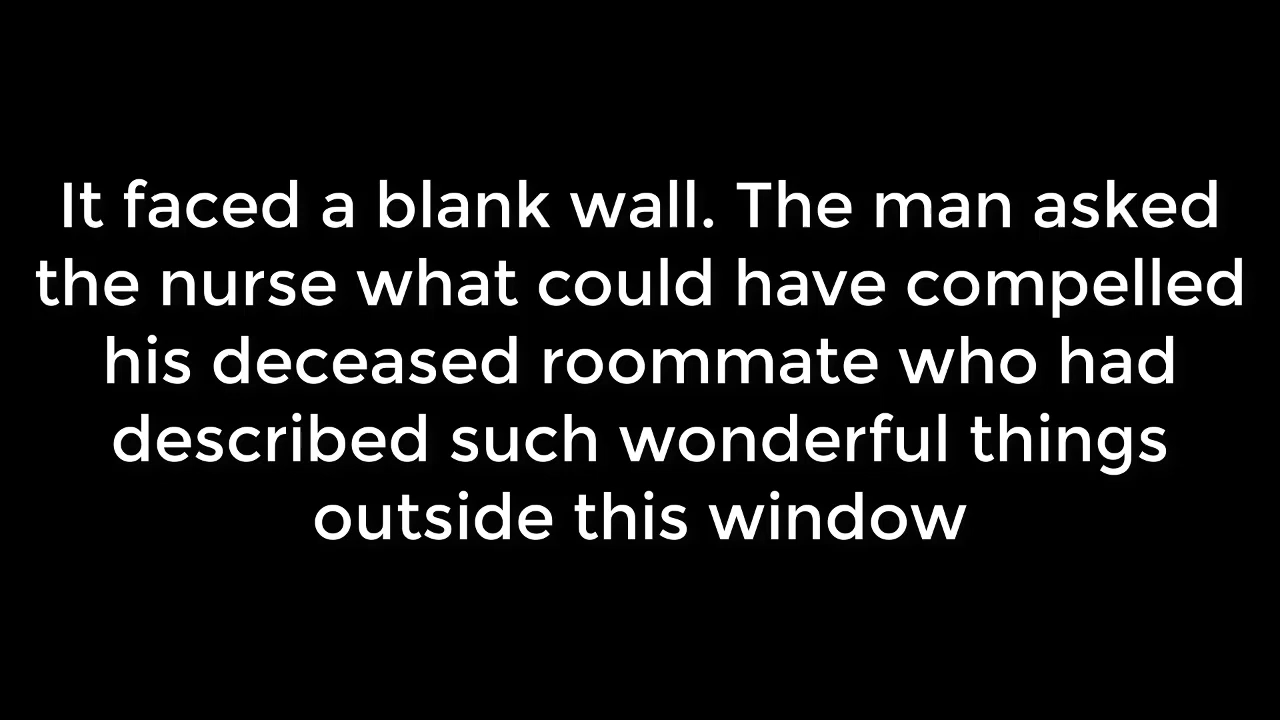 It faced a blank wall. The man asked
the nurse what could have compelled
his deceased roommate who had
described such wonderful things
outside this window